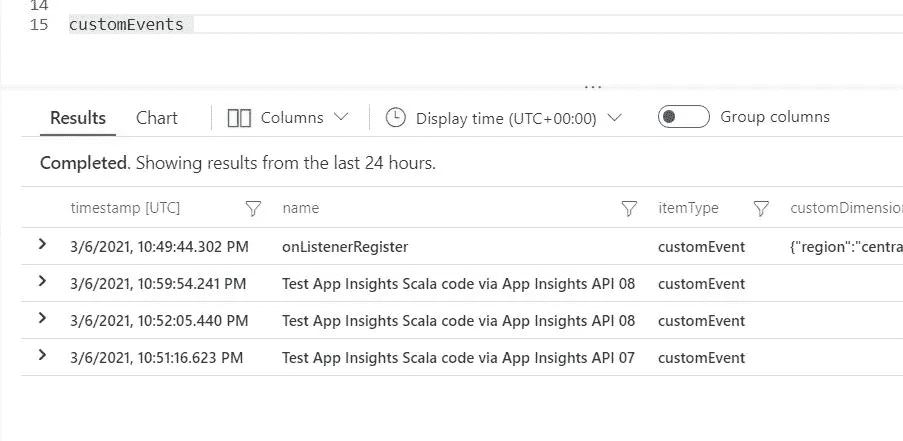 14
15 customEvents
...
Results Chart Columns Display time (UTC+00:00) Group columns
Completed. Showing results from the last 24 hours.
timestamp [UTC] name itemType customDimension
3/6/2021, 10:49:44.302 PM onListenerRegister customEvent {"region":"centra
3/6/2021, 10:59:54.241 PM Test App Insights Scala code via App Insights API 08 customEvent
3/6/2021, 10:52:05.440 PM Test App Insights Scala code via App Insights API 08 customEvent
3/6/2021, 10:51:16.623 PM Test App Insights Scala code via App Insights API 07 customEvent